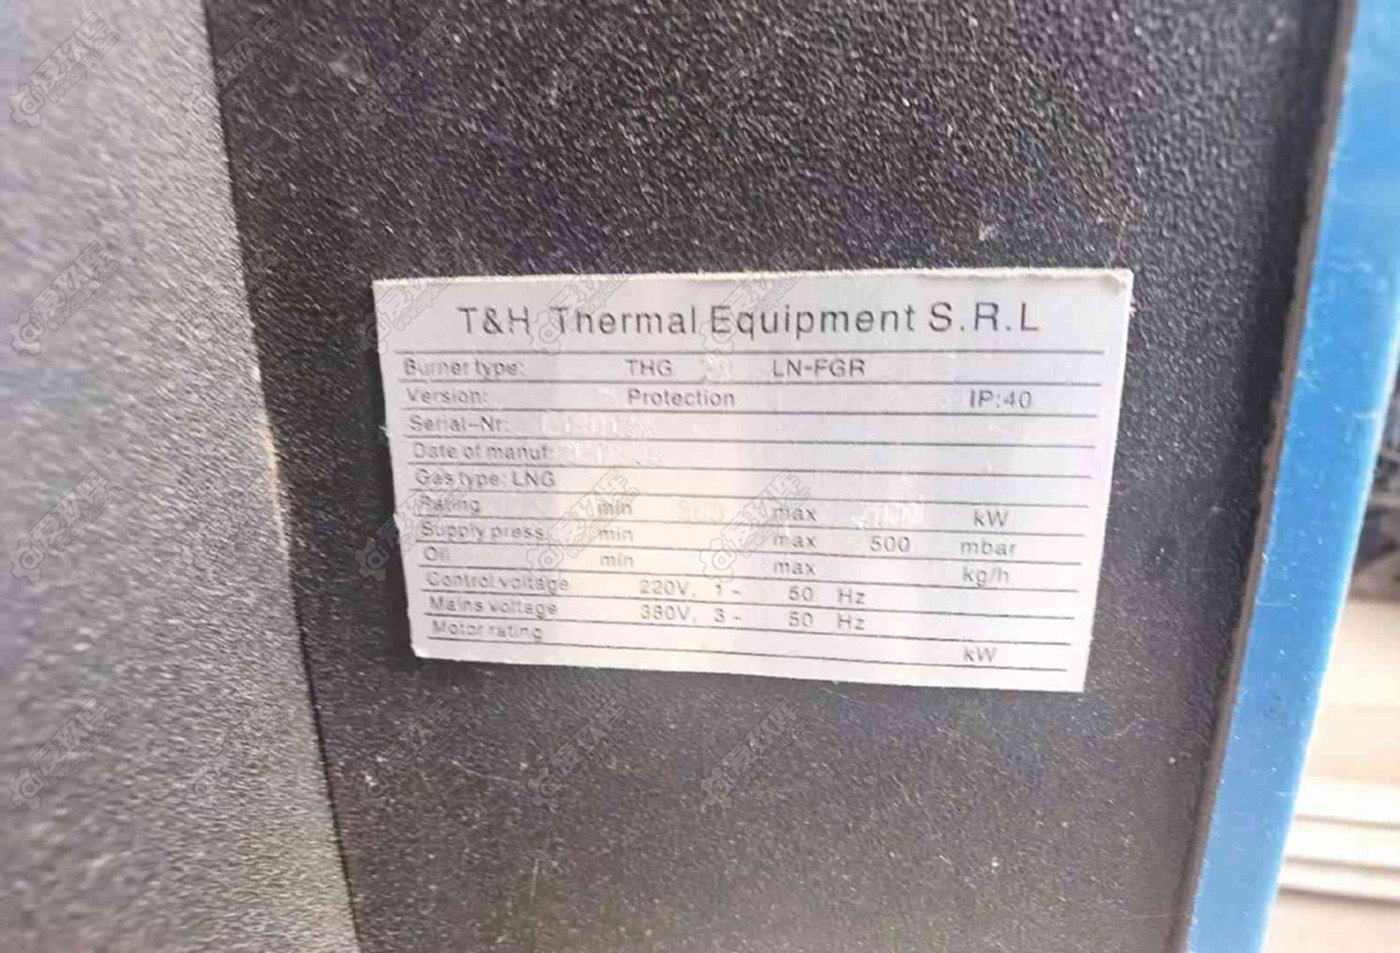 T&H Thermal Equipment S.R.L
Burner type: THG LN-FGR
Version: Protection IP:40
Serial-Nr:
Date of manuf:
Gas type: LNG
Rating min max kW
Supply press min max 500 mbar
Oil min max kg/h
Control voltage 220V, 1~ 50 Hz
Mains voltage 380V, 3~ 50 Hz
Motor rating kW